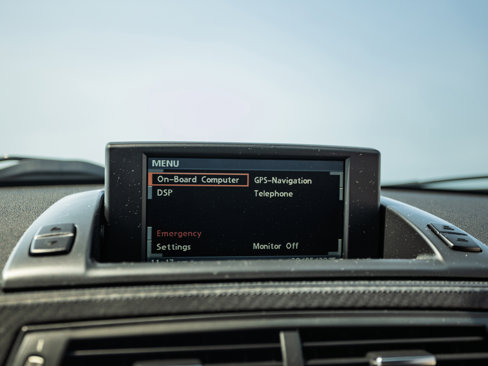 MENU
On-Board Computer GPS-Navigation
DSP Telephone
Emergency
Settings Monitor Off